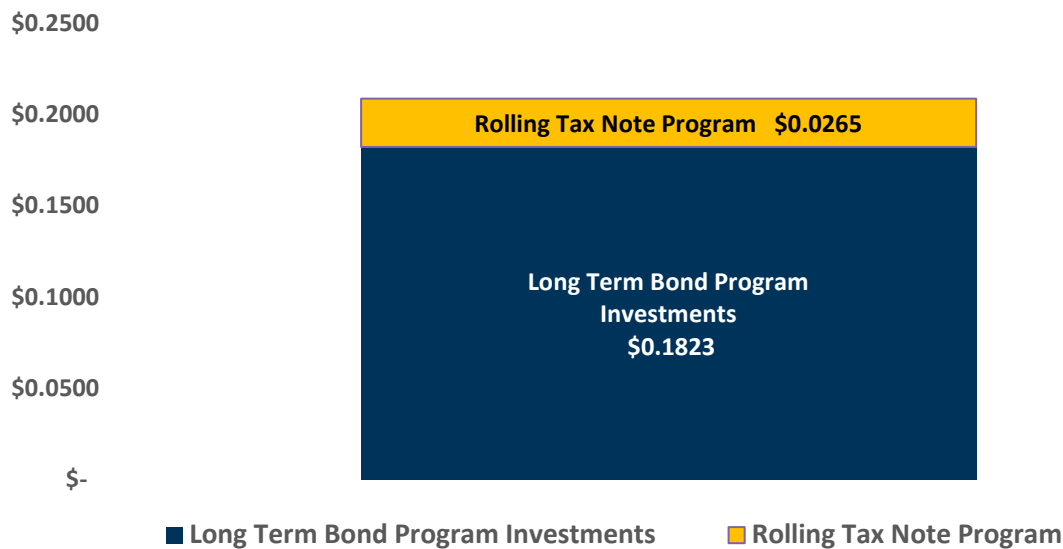 $0.2500
$0.2000
$0.1500
$0.1000
$0.0500
$-
Rolling Tax Note Program $0.0265
Long Term Bond Program
Investments
$0.1823
Long Term Bond Program Investments
Rolling Tax Note Program